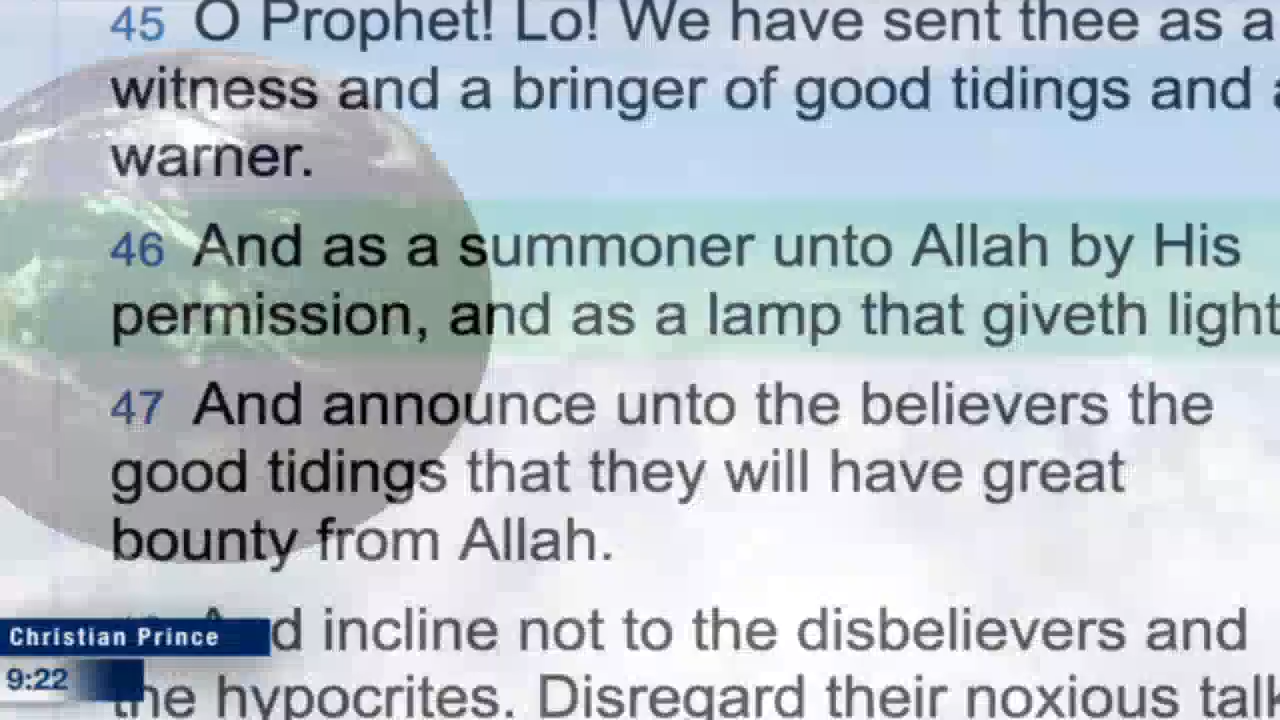 45 O Prophet! Lo! We have sent thee as a
witness and a bringer of good tidings and a
warner.
46 And as a summoner unto Allah by His
permission, and as a lamp that giveth light
47 And announce unto the believers the
good tidings that they will have great
bounty from Allah.
And incline not to the disbelievers and
Christian Prince
the hypocrites. Disregard their noxious talk
9:22